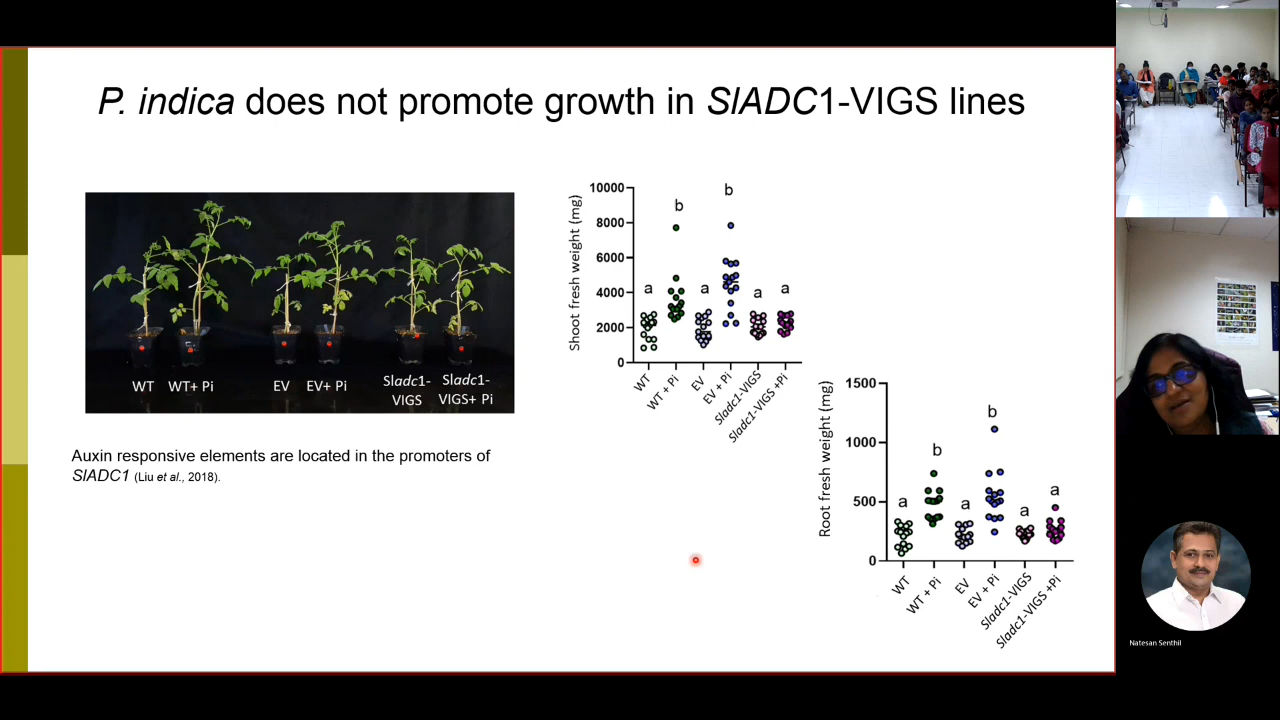 P. indica does not promote growth in SlADC1-VIGS lines
WT
WT+ Pi
EV
EV+ Pi
Sladc1-
VIGS
Sladc1-
VIGS+ Pi
Auxin responsive elements are located in the promoters of
SlADC1 (Liu et al., 2018).
Shoot fresh weight (mg)
10000
8000
6000
4000
2000
0
a
b
a
b
a
a
WT
WT + Pi
EV
EV + Pi
Sladc1-VIGS
Sladc1-VIGS +Pi
Root fresh weight (mg)
1500
1000
500
0
a
b
a
b
a
a
WT
WT + Pi
EV
EV + Pi
Sladc1-VIGS
Sladc1-VIGS +Pi
Natesan Senthil